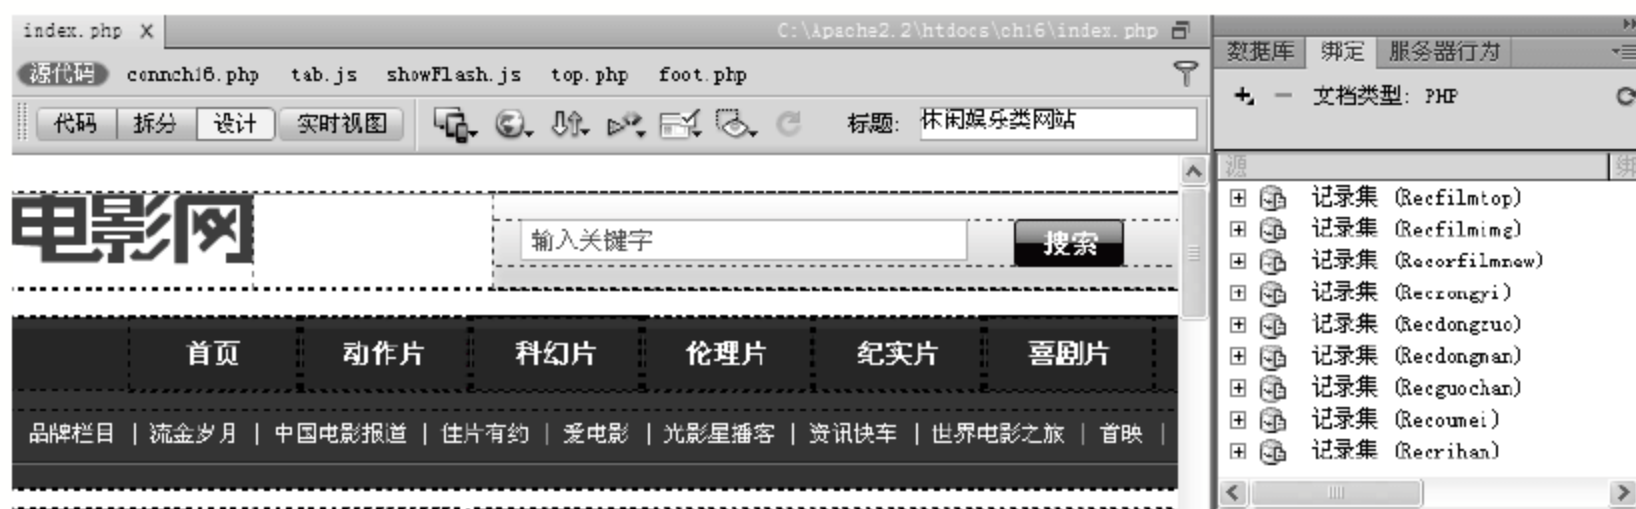 index.php X C:\Apache2.2\htdocs\ch16\index.php
源代码 connch16.php tab.js showFlash.js top.php foot.php
代码 拆分 设计 实时视图 标题: 休闲娱乐类网站
电影网 输入关键字 搜索
首页 动作片 科幻片 伦理片 纪实片 喜剧片
品牌栏目 | 流金岁月 | 中国电影报道 | 佳片有约 | 爱电影 | 光影星播客 | 资讯快车 | 世界电影之旅 | 首映 |
数据库 绑定 服务器行为
文档类型: PHP
源 绑
记录集 (Recfilmtop)
记录集 (Recfilmimg)
记录集 (Recorfilmnew)
记录集 (Reczongyi)
记录集 (Recdongzuo)
记录集 (Recdongman)
记录集 (Recguochan)
记录集 (Recoumei)
记录集 (Recrihan)